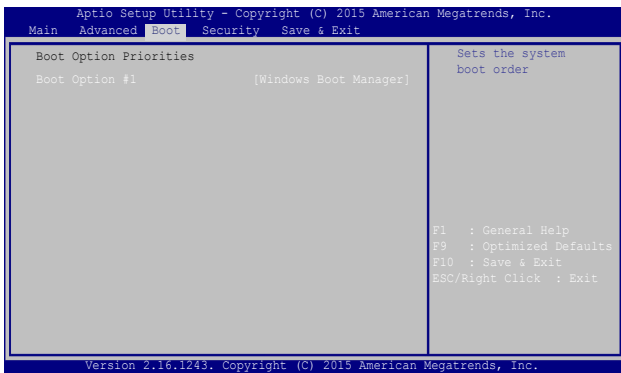 Aptio Setup Utility - Copyright (C) 2015 American Megatrends, Inc.
Main Advanced Boot Security Save & Exit
Boot Option Priorities
Boot Option #1 [Windows Boot Manager]
Sets the system
boot order
F1 : General Help
F9 : Optimized Defaults
F10 : Save & Exit
ESC/Right Click : Exit
Version 2.16.1243. Copyright (C) 2015 American Megatrends, Inc.